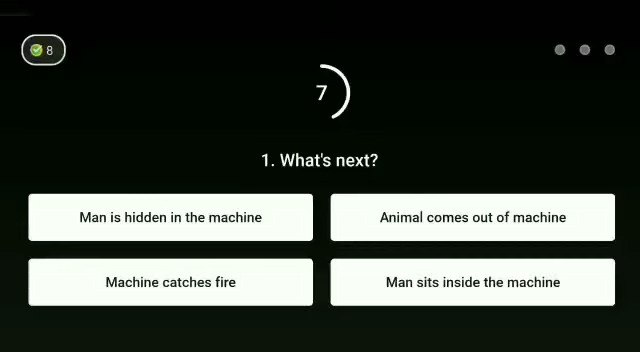 8
7
1. What's next?
Man is hidden in the machine
Animal comes out of machine
Machine catches fire
Man sits inside the machine